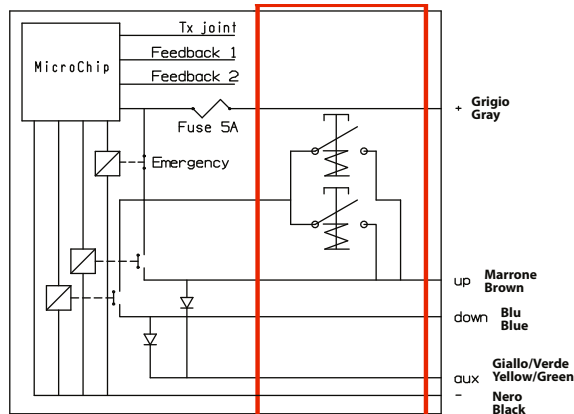 Tx joint
Feedback 1
MicroChip
Feedback 2
+ Grigio
Gray
Fuse 5A
Emergency
up Marrone
Brown
down Blu
Blue
Giallo/Verde
aux Yellow/Green
- Nero
Black